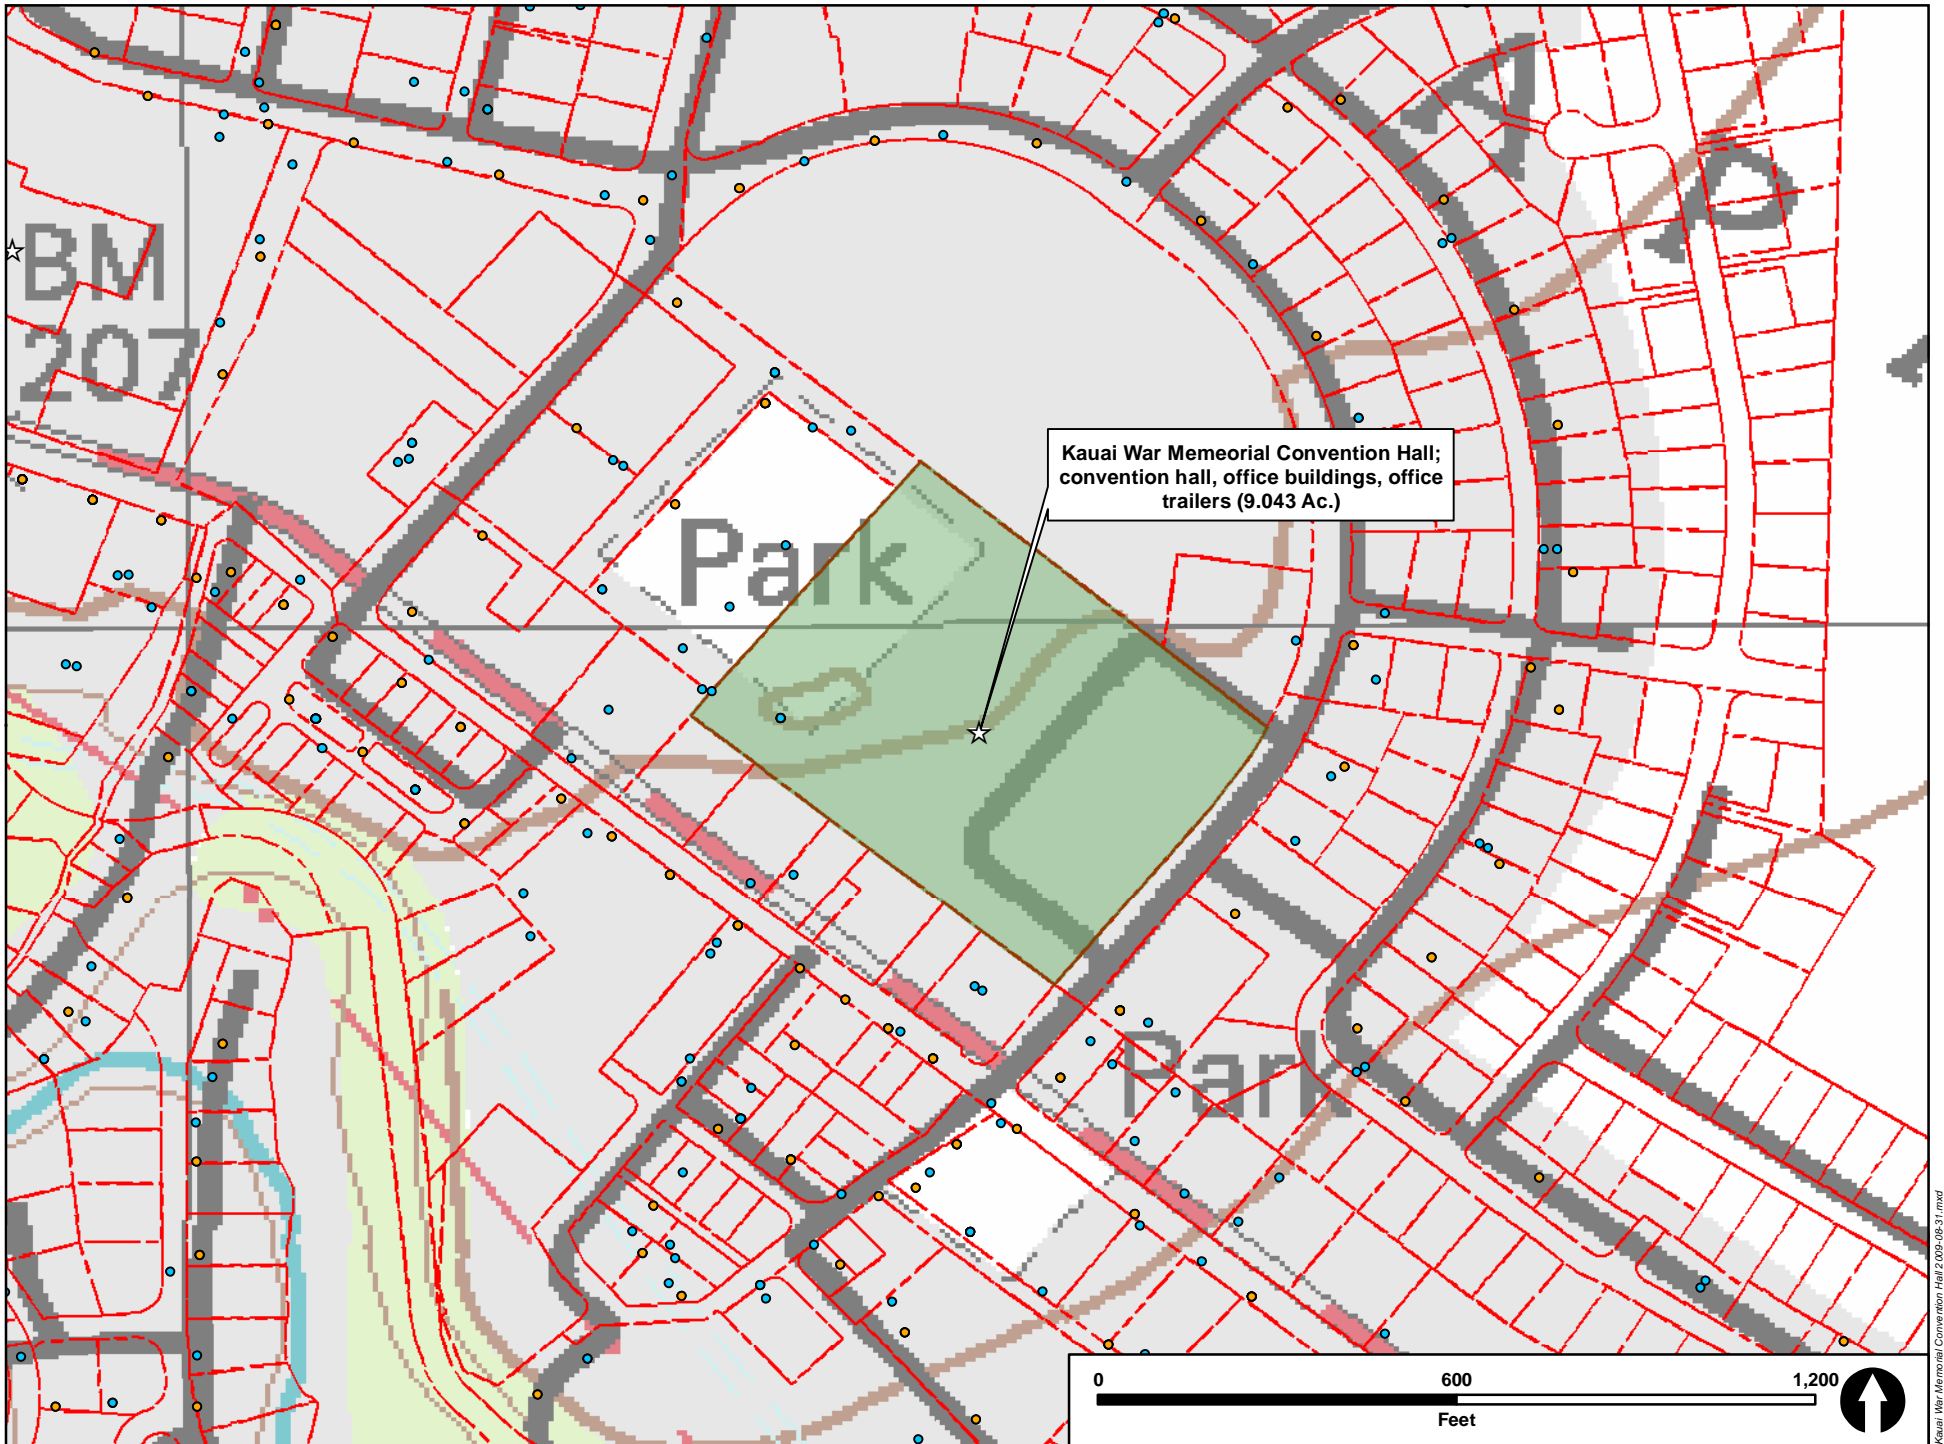 BM
207
Park
Kauai War Memeorial Convention Hall;
convention hall, office buildings, office
trailers (9.043 Ac.)
Park
0 600 1,200
Feet
Kauai War Memorial Convention Hall 2009-08-31.mxd